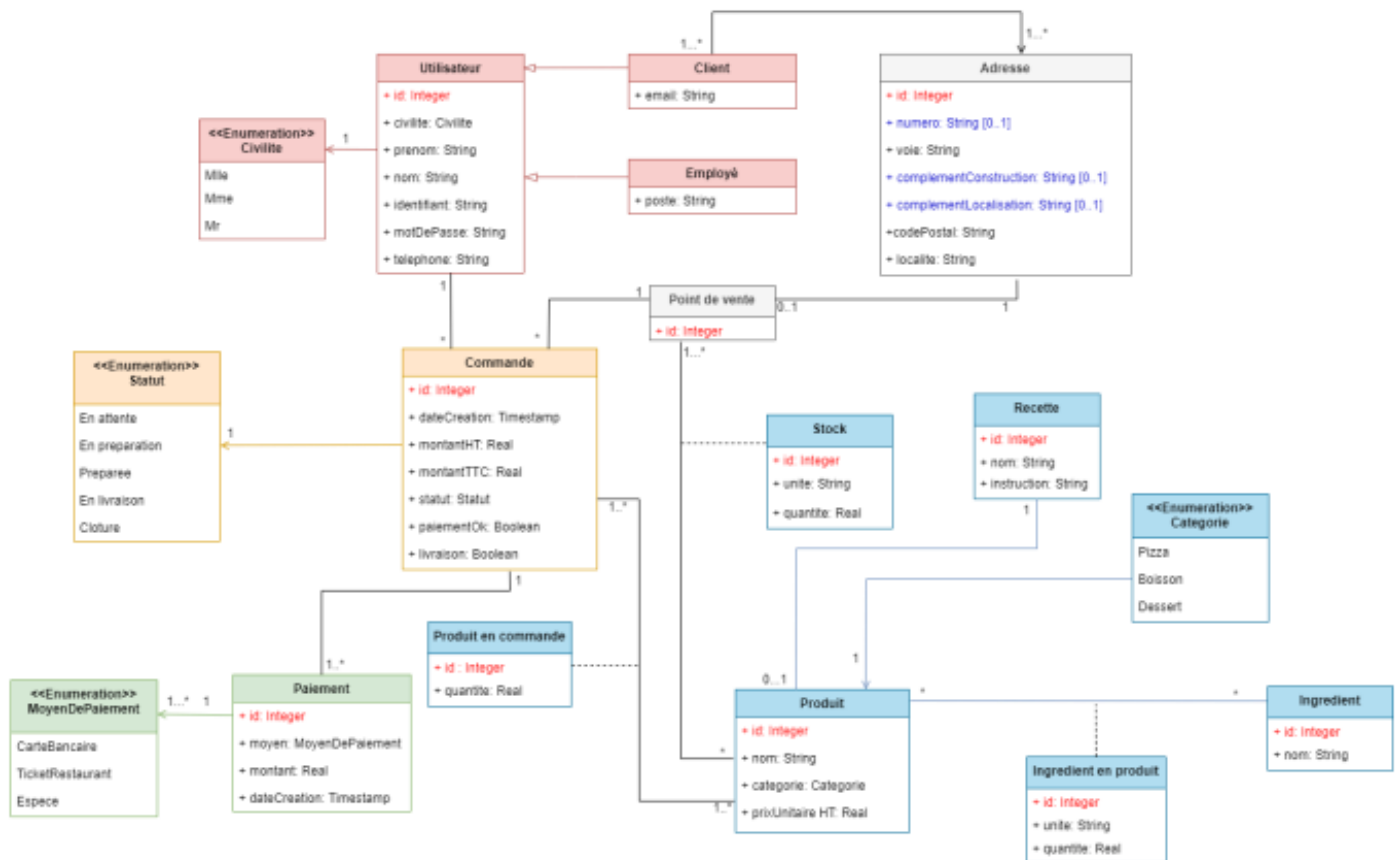 1...*
1...*
Utilisateur
+ id: Integer
+ civilite: Civilite
+ prenom: String
+ nom: String
+ identifiant: String
+ motDePasse: String
+ telephone: String
Client
+ email: String
Adresse
+ id: Integer
+ numero: String [0..1]
+ voie: String
+ complementConstruction: String [0..1]
+ complementLocalisation: String [0..1]
+codePostal: String
+ localite: String
<<Enumeration>>
Civilite
Mlle
Mme
Mr
1
Employé
+ poste: String
1
*
1
*
Point de vente
+ id: Integer
0..1
1
1...*
<<Enumeration>>
Statut
En attente
En preparation
Preparee
En livraison
Cloture
1
Commande
+ id: Integer
+ dateCreation: Timestamp
+ montantHT: Real
+ montantTTC: Real
+ statut: Statut
+ paiementOk: Boolean
+ livraison: Boolean
1..*
1
Stock
+ id: Integer
+ unite: String
+ quantite: Real
Recette
+ id: Integer
+ nom: String
+ instruction: String
1
<<Enumeration>>
Categorie
Pizza
Boisson
Dessert
1
Produit en commande
+ id : Integer
+ quantite: Real
1..*
<<Enumeration>>
MoyenDePaiement
CarteBancaire
TicketRestaurant
Espece
1...*
1
Paiement
+ id: Integer
+ moyen: MoyenDePaiement
+ montant: Real
+ dateCreation: Timestamp
0...1
Produit
+ id: Integer
+ nom: String
+ categorie: Categorie
+ prixUnitaire HT: Real
*
1..*
*
*
Ingredient
+ id: Integer
+ nom: String
Ingredient en produit
+ id: Integer
+ unite: String
+ quantite: Real